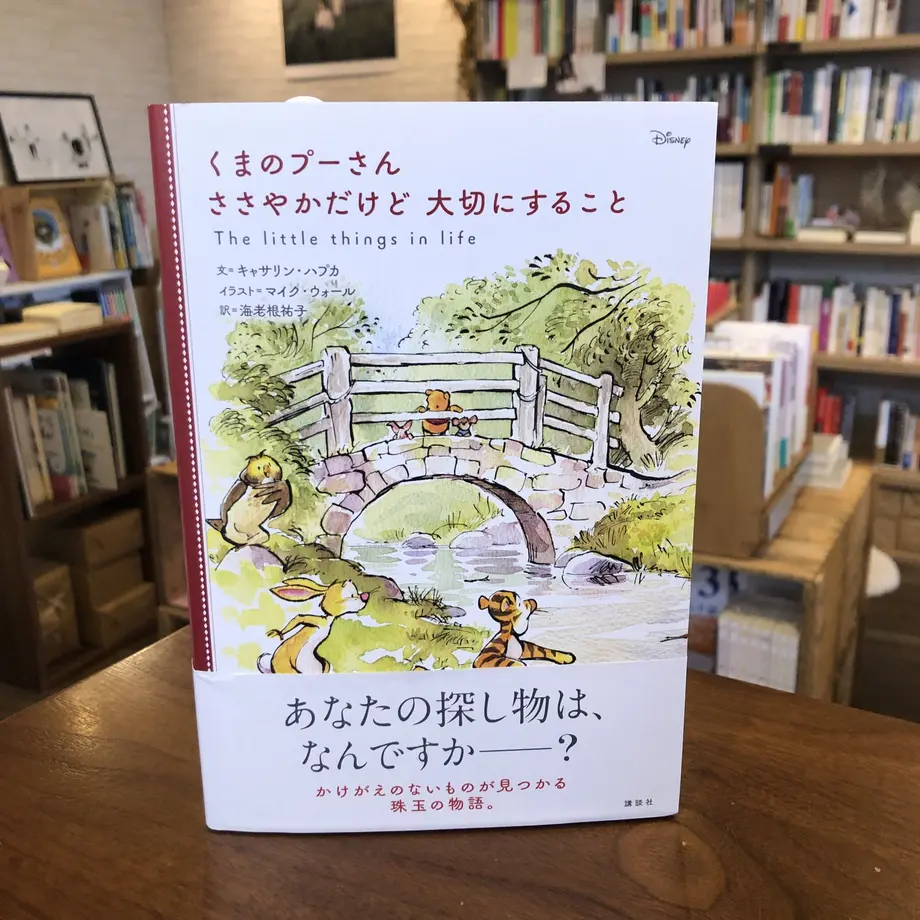 Disney
くまのプーさん
ささやかだけど 大切にすること
The little things in life
文=キャサリン・ハプカ
イラスト=マイク・ウォール
訳=海老根祐子
あなたの探し物は、
なんですか——?
かけがえのないものが見つかる
珠玉の物語。
講談社